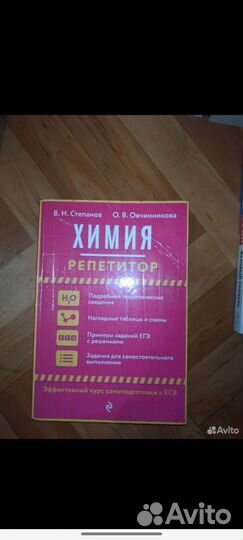 В. Н. Степанов О. В. Овчинникова
ХИМИЯ
РЕПЕТИТОР
H₂O
Подробные теоретические
сведения
Наглядные таблицы и схемы
Примеры заданий ЕГЭ
с решениями
Задания для самостоятельного
выполнения
Эффективный курс самоподготовки к ЕГЭ
Avito
Avito